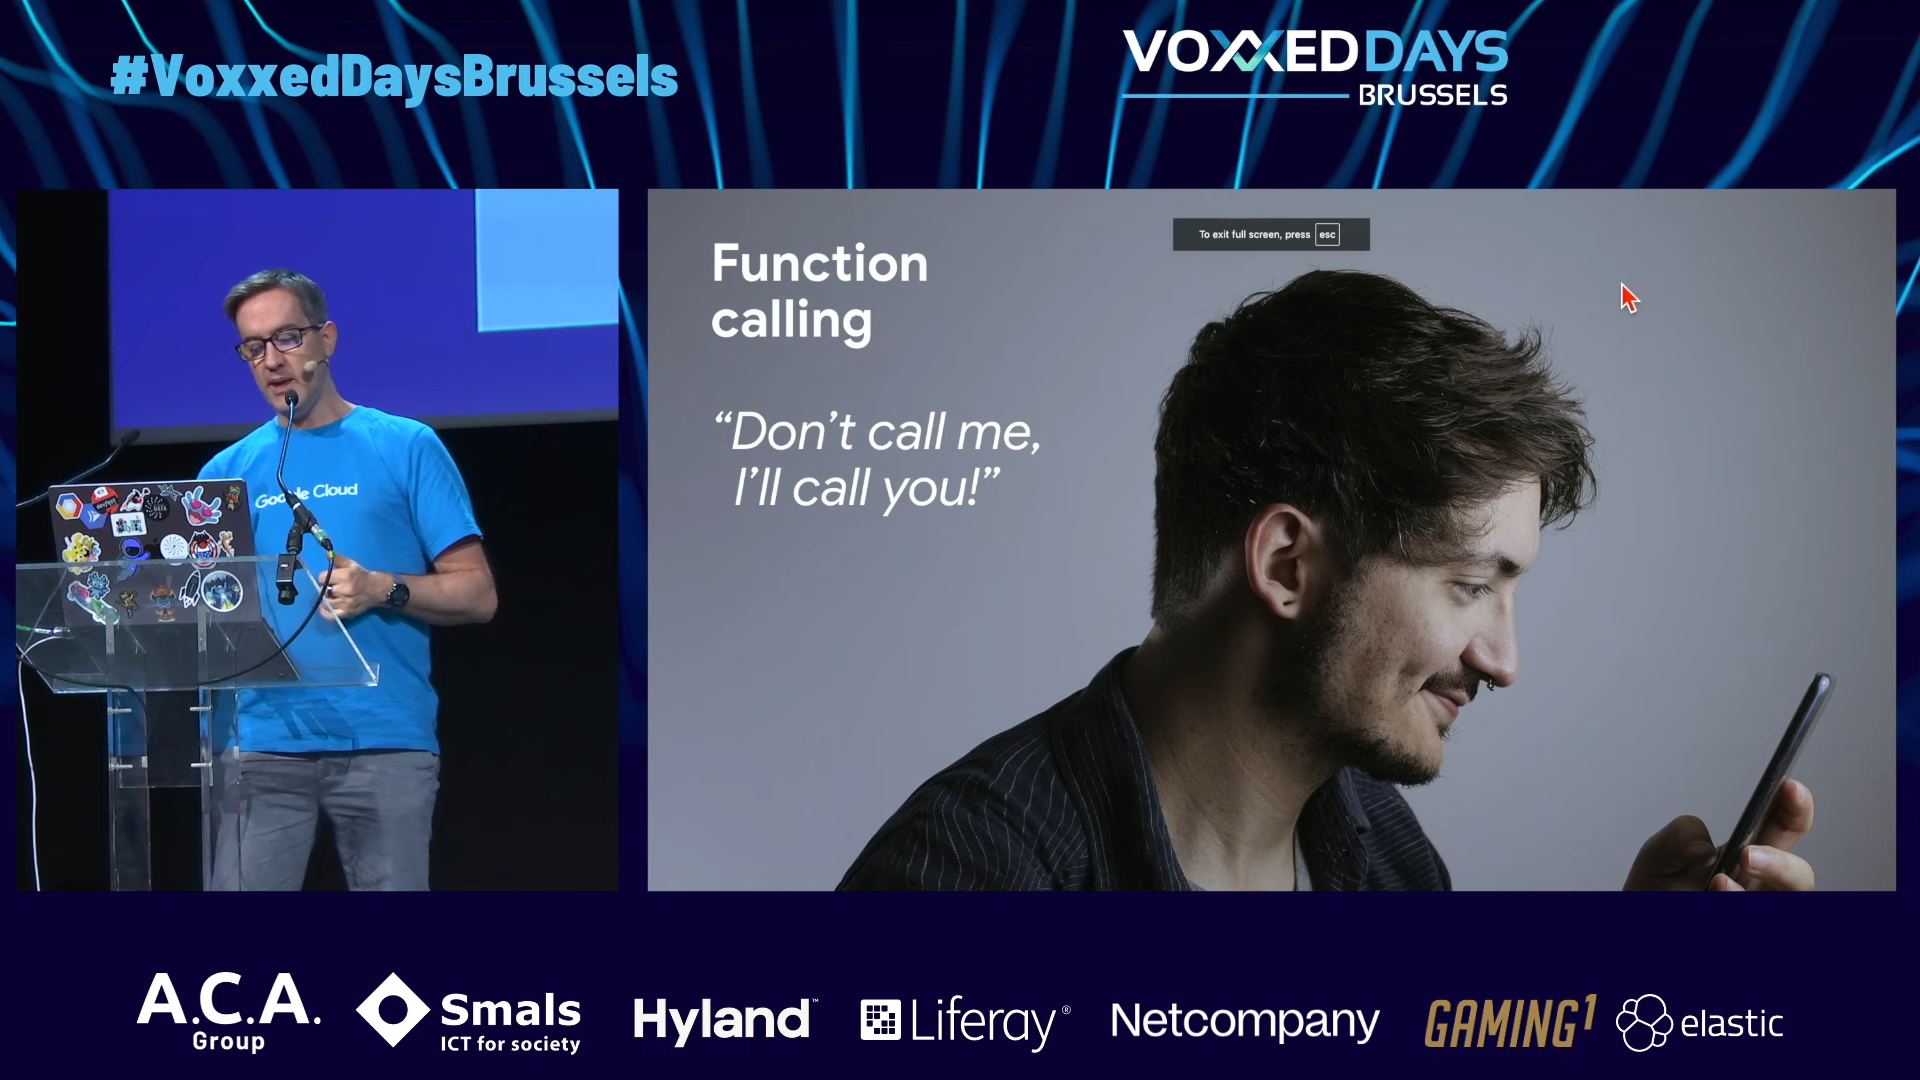 #VoxxedDaysBrussels
VOXXEDDAYS
BRUSSELS
To exit full screen, press esc
Function
calling
“Don’t call me,
I’ll call you!”
Google Cloud
A.C.A.
Group
Smals
ICT for society
Hyland™
Liferay®
Netcompany
GAMING1
elastic